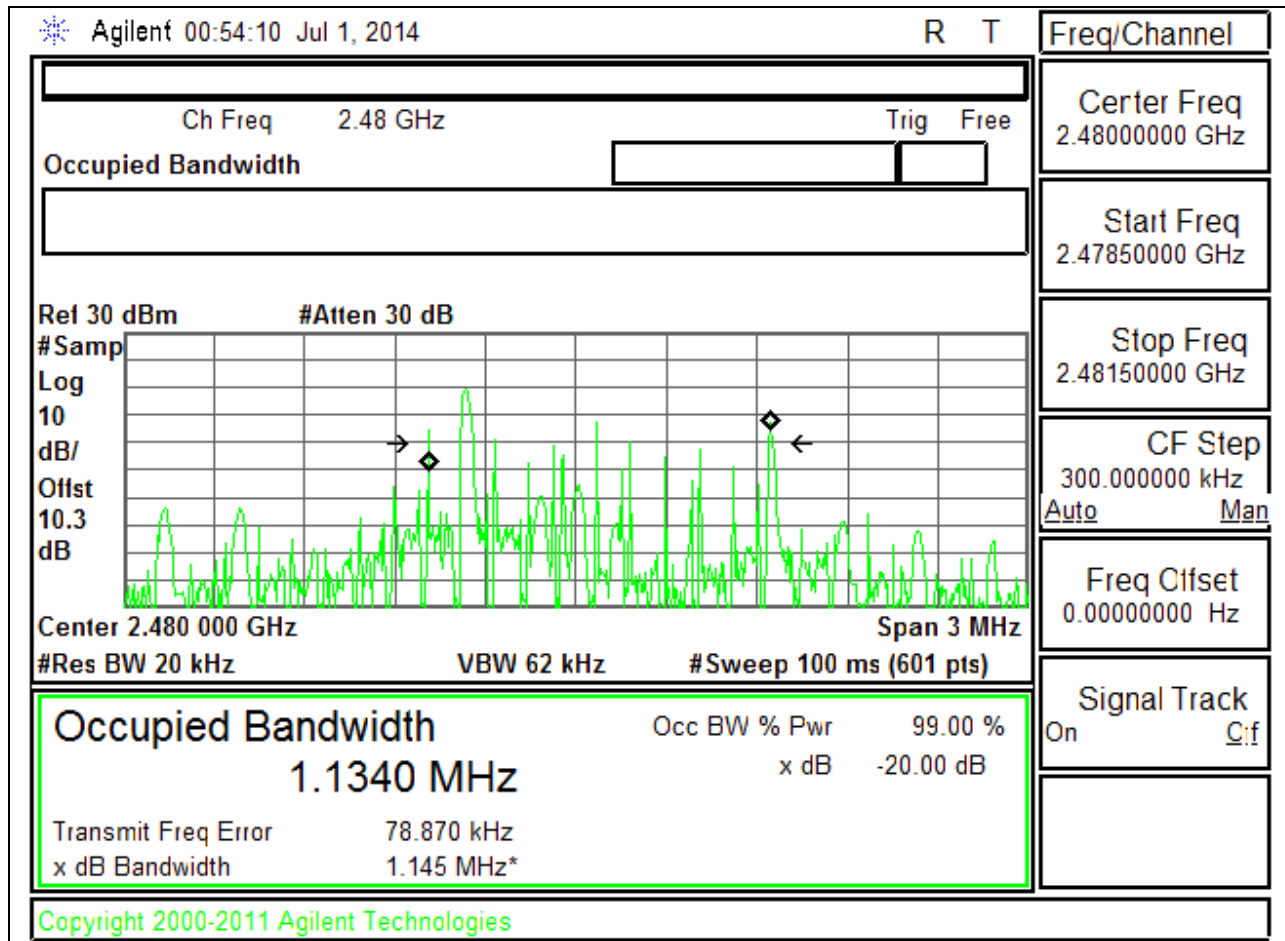 Agilent 00:54:10 Jul 1, 2014 R T
Ch Freq 2.48 GHz Trig Free
Occupied Bandwidth
Ref 30 dBm #Atten 30 dB
#Samp
Log
10
dB/
Offst
10.3
dB
Center 2.480 000 GHz Span 3 MHz
#Res BW 20 kHz VBW 62 kHz #Sweep 100 ms (601 pts)
Occupied Bandwidth Occ BW % Pwr 99.00 %
1.1340 MHz x dB -20.00 dB
Transmit Freq Error 78.870 kHz
x dB Bandwidth 1.145 MHz*
Copyright 2000-2011 Agilent Technologies
Freq/Channel
Center Freq
2.48000000 GHz
Start Freq
2.47850000 GHz
Stop Freq
2.48150000 GHz
CF Step
300.000000 kHz
Auto Man
Freq Offset
0.00000000 Hz
Signal Track
On Off